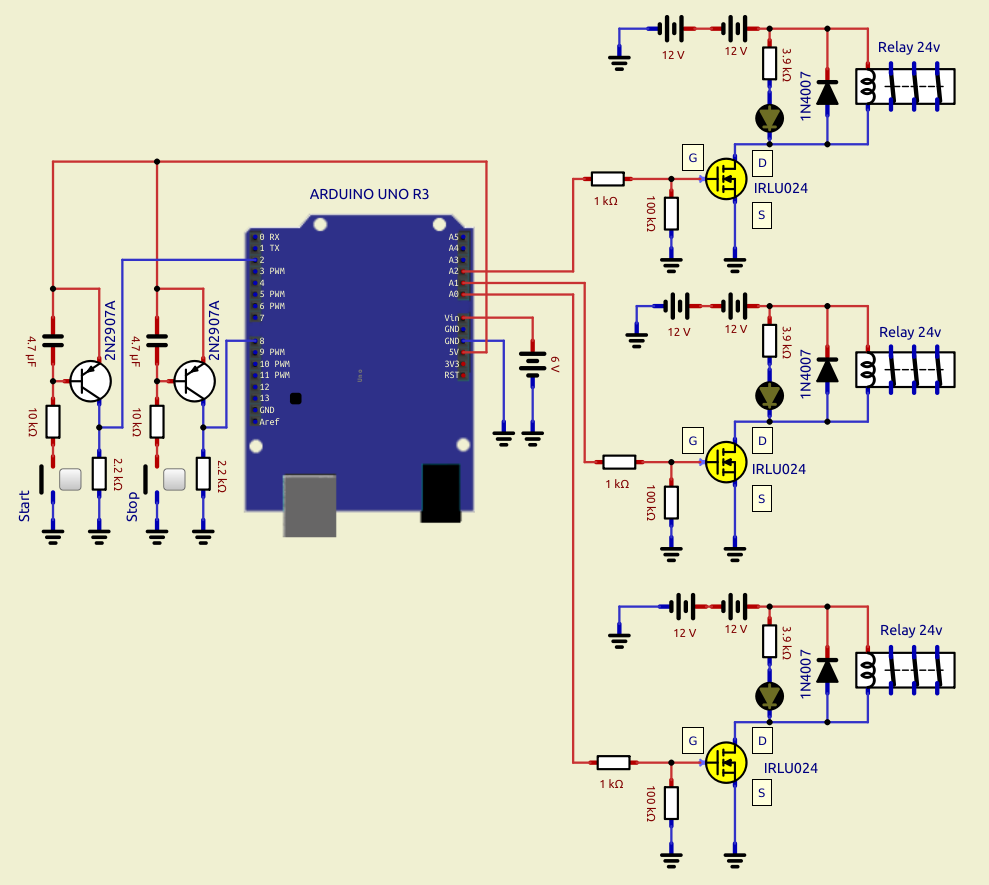 12 V
12 V
3.9 kΩ
1N4007
Relay 24v
G
D
IRLU024
S
1 kΩ
100 kΩ
ARDUINO UNO R3
0 RX
1 TX
2
3 PWM
4
5 PWM
6 PWM
7
8
9 PWM
10 PWM
11 PWM
12
13
GND
Aref
A5
A4
A3
A2
A1
A0
Vin
GND
GND
5V
3V3
RST
6 V
4.7 µF
2N2907A
10 kΩ
2.2 kΩ
Start
4.7 µF
2N2907A
10 kΩ
2.2 kΩ
Stop
12 V
12 V
3.9 kΩ
1N4007
Relay 24v
G
D
IRLU024
S
1 kΩ
100 kΩ
12 V
12 V
3.9 kΩ
1N4007
Relay 24v
G
D
IRLU024
S
1 kΩ
100 kΩ